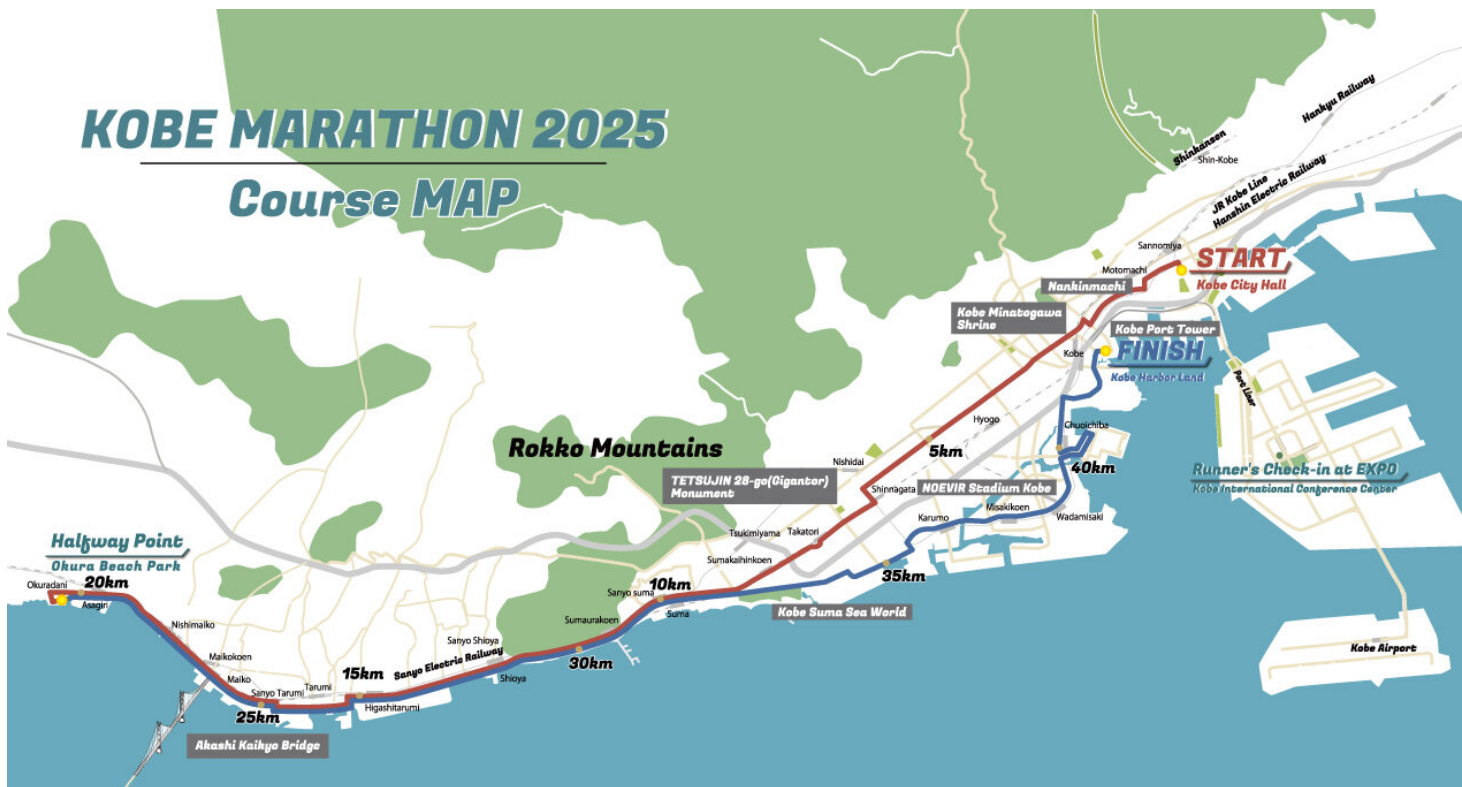 KOBE MARATHON 2025
Course MAP
Hankyu Railway
Shinkansen
Shin-Kobe
JR Kobe Line
Hanshin Electric Railway
Sannomiya
START
Kobe City Hall
Motomachi
Nankinmachi
Kobe Minatogawa
Shrine
Kobe Port Tower
Kobe
FINISH
Kobe Harbor Land
Port Liner
Hyogo
Chuoichiba
5km
Rokko Mountains
Nishidai
40km
Runner's Check-in at EXPO
Kobe International Conference Center
TETSUJIN 28-go(Gigantor)
Monument
Shinnagata
NOEVIR Stadium Kobe
Misakikoen
Wadamisaki
Karumo
Tsukimiyama
Takatori
Sumakaihinkoen
Halfway Point
Okura Beach Park
Okuradani
20km
Asagiri
35km
10km
Sanyo suma
Suma
Kobe Suma Sea World
Sumaurakoen
Nishimaiko
Sanyo Shioya
Kobe Airport
Maikokoen
30km
Sanyo Electric Railway
15km
Shioya
Maiko
Sanyo Tarumi
Tarumi
Higashitarumi
25km
Akashi Kaikyo Bridge